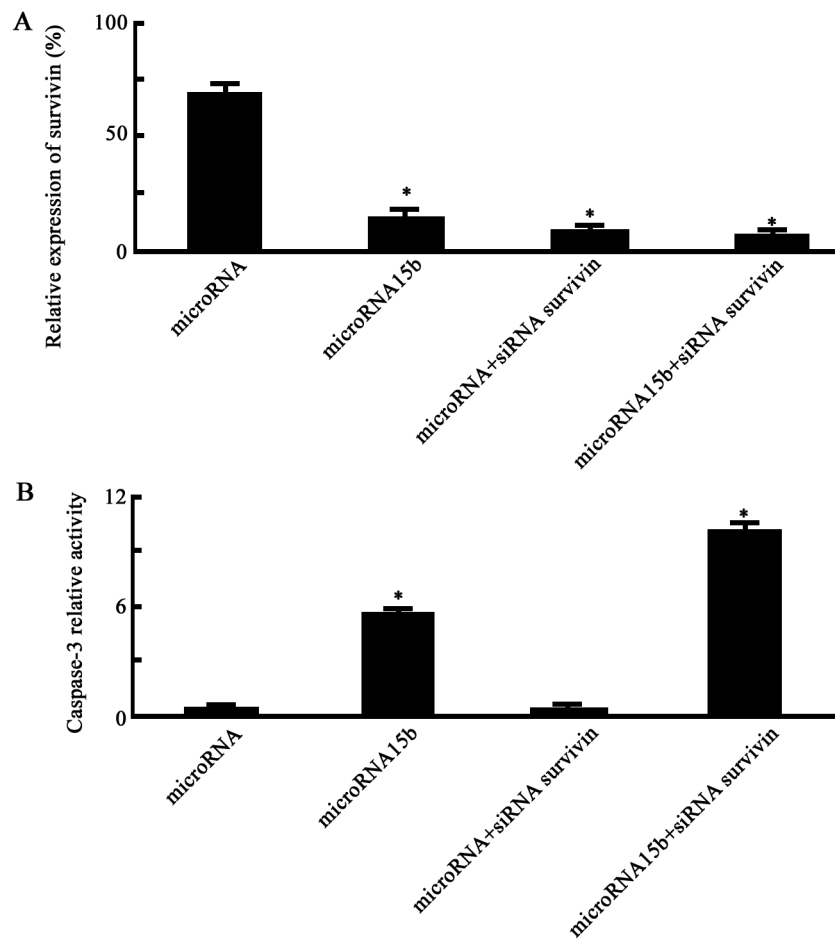 A
Relative expression of survivin (%)
100
50
0
*
*
*
microRNA
microRNA15b
microRNA+siRNA survivin
microRNA15b+siRNA survivin
B
Caspase-3 relative activity
12
6
0
*
*
microRNA
microRNA15b
microRNA+siRNA survivin
microRNA15b+siRNA survivin